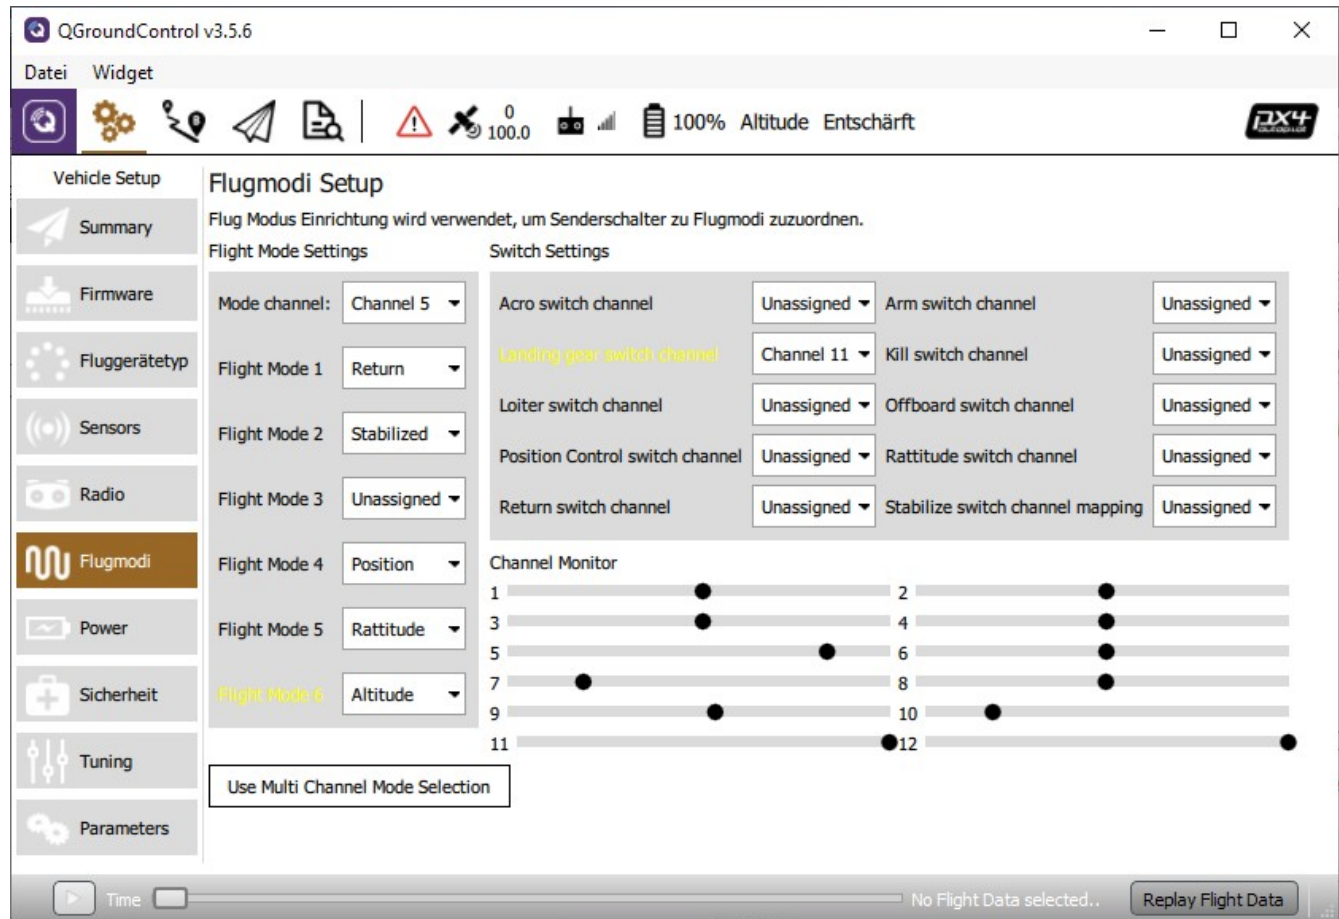 QGroundControl v3.5.6
Datei Widget
0
100.0
100% Altitude Entschärft
px4
autopilot
Vehicle Setup
Summary
Firmware
Fluggerätetyp
Sensors
Radio
Flugmodi
Power
Sicherheit
Tuning
Parameters
Flugmodi Setup
Flug Modus Einrichtung wird verwendet, um Senderschalter zu Flugmodi zuzuordnen.
Flight Mode Settings
Mode channel: Channel 5
Flight Mode 1 Return
Flight Mode 2 Stabilized
Flight Mode 3 Unassigned
Flight Mode 4 Position
Flight Mode 5 Rattitude
Flight Mode 6 Altitude
Use Multi Channel Mode Selection
Switch Settings
Acro switch channel Unassigned Arm switch channel Unassigned
Landing gear switch channel Channel 11 Kill switch channel Unassigned
Loiter switch channel Unassigned Offboard switch channel Unassigned
Position Control switch channel Unassigned Rattitude switch channel Unassigned
Return switch channel Unassigned Stabilize switch channel mapping Unassigned
Channel Monitor
1 2
3 4
5 6
7 8
9 10
11 12
Time No Flight Data selected.. Replay Flight Data